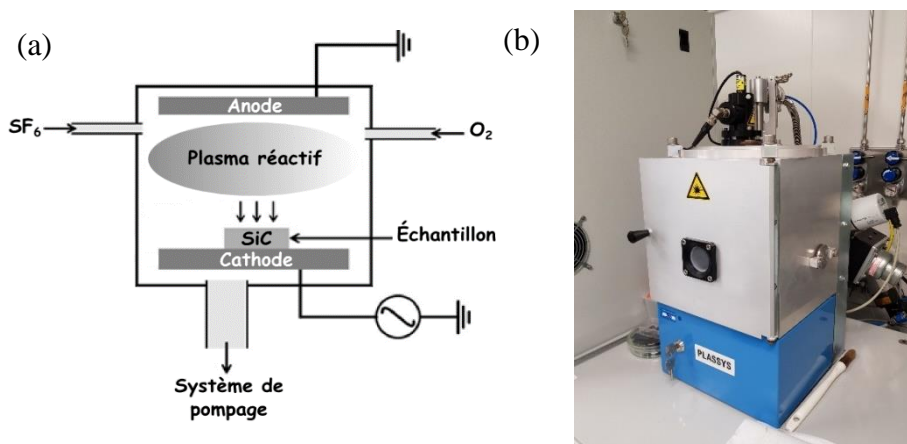 (a)
(b)
Anode
SF6
O2
Plasma réactif
SiC
Échantillon
Cathode
Système de
pompage
PLASSYS